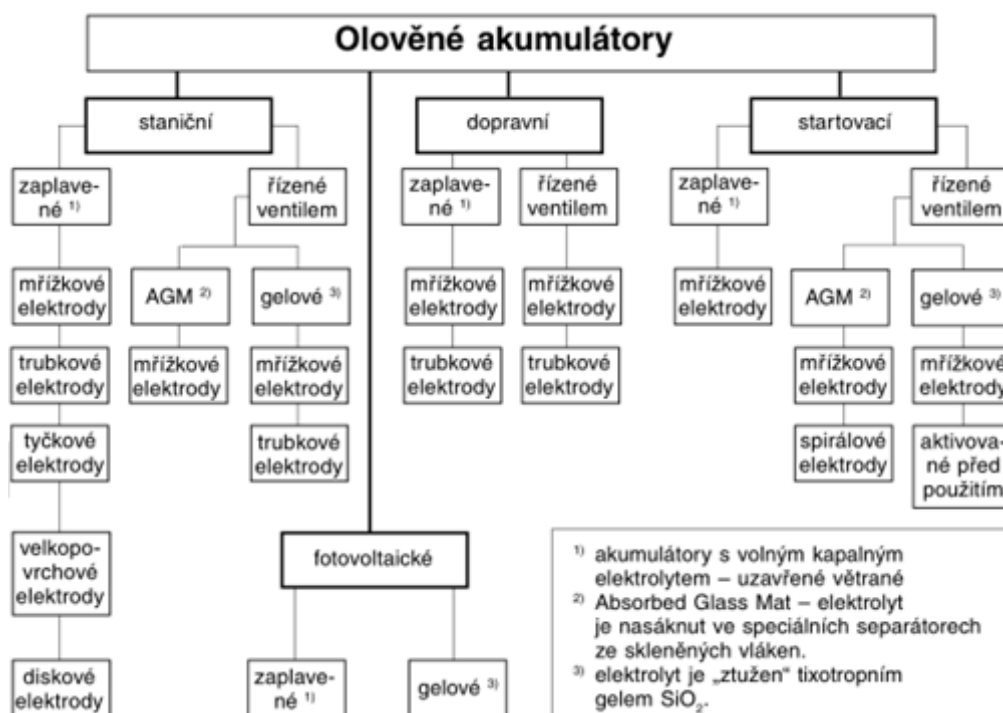 Olověné akumulátory
staniční
dopravní
startovací
zaplave-
né 1)
řízené
ventilem
zaplave-
né 1)
řízené
ventilem
zaplave-
né 1)
řízené
ventilem
mřížkové
elektrody
AGM 2)
gelové 3)
mřížkové
elektrody
mřížkové
elektrody
mřížkové
elektrody
AGM 2)
gelové 3)
trubkové
elektrody
mřížkové
elektrody
mřížkové
elektrody
trubkové
elektrody
trubkové
elektrody
mřížkové
elektrody
mřížkové
elektrody
tyčkové
elektrody
trubkové
elektrody
spirálové
elektrody
aktivova-
né před
použitím
velkopo-
vrchové
elektrody
fotovoltaické
diskové
elektrody
zaplave-
né 1)
gelové 3)
1) akumulátory s volným kapalným
elektrolytem – uzavřené větrané
2) Absorbed Glass Mat – elektrolyt
je nasáknut ve speciálních separátorech
ze skleněných vláken.
3) elektrolyt je „ztužen“ tixotropním
gelem SiO2.